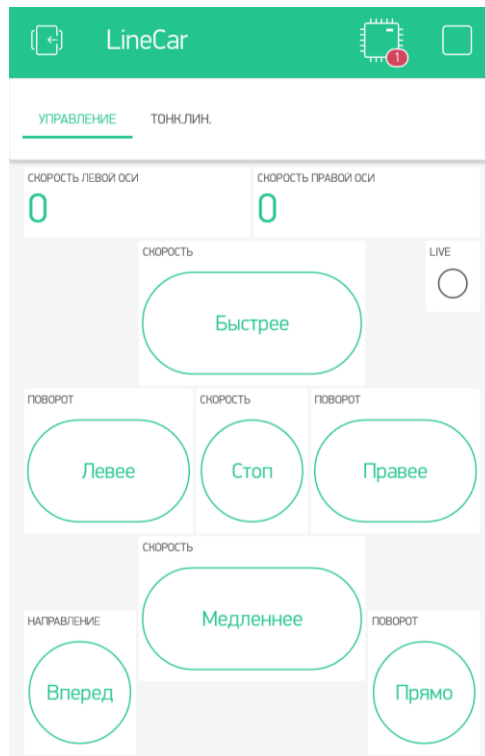 LineCar
1
УПРАВЛЕНИЕ ТОНК.ЛИН.
СКОРОСТЬ ЛЕВОЙ ОСИ СКОРОСТЬ ПРАВОЙ ОСИ
0 0
СКОРОСТЬ LIVE
Быстрее
ПОВОРОТ СКОРОСТЬ ПОВОРОТ
Левее Стоп Правее
СКОРОСТЬ
Медленнее
НАПРАВЛЕНИЕ ПОВОРОТ
Вперед Прямо